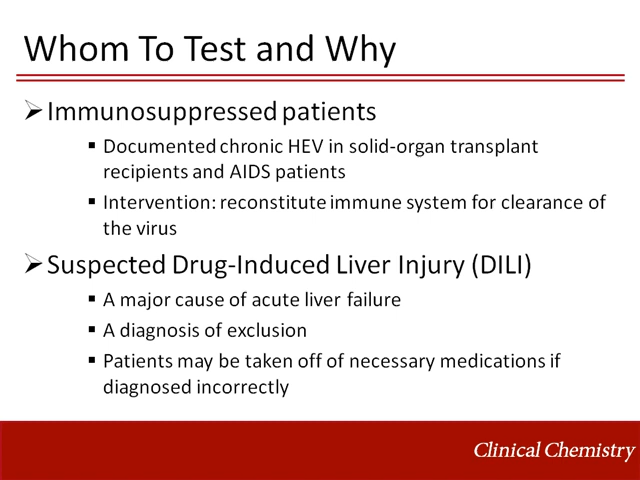 Whom To Test and Why
➢Immunosuppressed patients
▪ Documented chronic HEV in solid-organ transplant
recipients and AIDS patients
▪ Intervention: reconstitute immune system for clearance of
the virus
➢Suspected Drug-Induced Liver Injury (DILI)
▪ A major cause of acute liver failure
▪ A diagnosis of exclusion
▪ Patients may be taken off of necessary medications if
diagnosed incorrectly
Clinical Chemistry